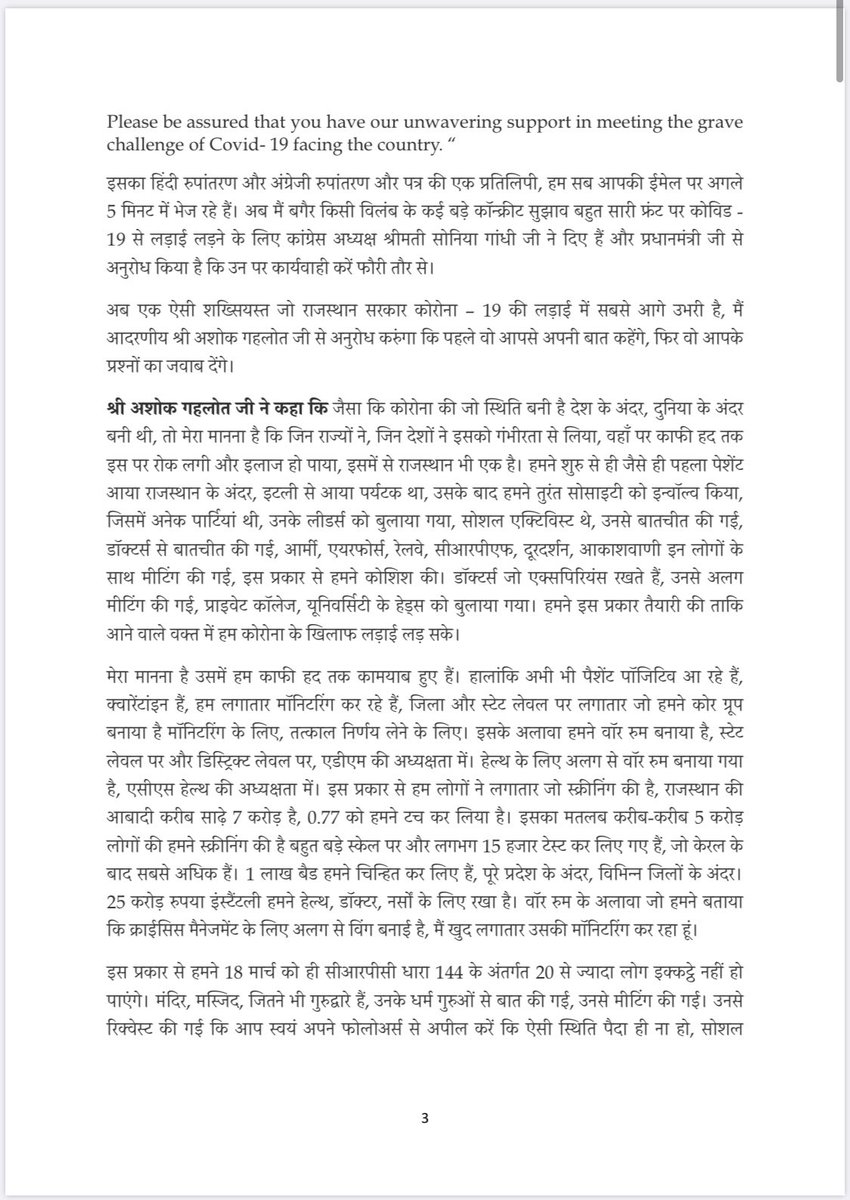 Please be assured that you have our unwavering support in meeting the grave
challenge of Covid- 19 facing the country. “
इसका हिंदी रुपांतरण और अंग्रेजी रुपांतरण और पत्र की एक प्रतिलिपी, हम सब आपकी ईमेल पर अगले
5 मिनट में भेज रहे हैं। अब मैं बगैर किसी विलंब के कई बड़े कॉन्क्रीट सुझाव बहुत सारी फ्रंट पर कोविड -
19 से लड़ाई लड़ने के लिए कांग्रेस अध्यक्ष श्रीमती सोनिया गांधी जी ने दिए हैं और प्रधानमंत्री जी से
अनुरोध किया है कि उन पर कार्यवाही करें फौरी तौर से।
अब एक ऐसी शख्सियस्त जो राजस्थान सरकार कोरोना – 19 की लड़ाई में सबसे आगे उभरी है, मैं
आदरणीय श्री अशोक गहलोत जी से अनुरोध करुंगा कि पहले वो आपसे अपनी बात कहेंगे, फिर वो आपके
प्रश्नों का जवाब देंगे।
श्री अशोक गहलोत जी ने कहा कि जैसा कि कोरोना की जो स्थिति बनी है देश के अंदर, दुनिया के अंदर
बनी थी, तो मेरा मानना है कि जिन राज्यों ने, जिन देशों ने इसको गंभीरता से लिया, वहाँ पर काफी हद तक
इस पर रोक लगी और इलाज हो पाया, इसमें से राजस्थान भी एक है। हमने शुरु से ही जैसे ही पहला पेशेंट
आया राजस्थान के अंदर, इटली से आया पर्यटक था, उसके बाद हमने तुरंत सोसाइटी को इन्वॉल्व किया,
जिसमें अनेक पार्टियां थी, उनके लीडर्स को बुलाया गया, सोशल एक्टिविस्ट थे, उनसे बातचीत की गई,
डॉक्टर्स से बातचीत की गई, आर्मी, एयरफोर्स, रेलवे, सीआरपीएफ, दूरदर्शन, आकाशवाणी इन लोगों के
साथ मीटिंग की गई, इस प्रकार से हमने कोशिश की। डॉक्टर्स जो एक्सपिरियंस रखते हैं, उनसे अलग
मीटिंग की गई, प्राइवेट कॉलेज, यूनिवर्सिटी के हेड्स को बुलाया गया। हमने इस प्रकार तैयारी की ताकि
आने वाले वक्त में हम कोरोना के खिलाफ लड़ाई लड़ सके।
मेरा मानना है उसमें हम काफी हद तक कामयाब हुए हैं। हालांकि अभी भी पैशेंट पॉजिटिव आ रहे हैं,
क्वारेंटांइन हैं, हम लगातार मॉनिटरिंग कर रहे हैं, जिला और स्टेट लेवल पर लगातार जो हमने कोर ग्रूप
बनाया है मॉनिटरिंग के लिए, तत्काल निर्णय लेने के लिए। इसके अलावा हमने वॉर रुम बनाया है, स्टेट
लेवल पर और डिस्ट्रिक्ट लेवल पर, एडीएम की अध्यक्षता में। हेल्थ के लिए अलग से वॉर रुम बनाया गया
है, एसीएस हेल्थ की अध्यक्षता में। इस प्रकार से हम लोगों ने लगातार जो स्क्रीनिंग की है, राजस्थान की
आबादी करीब साढ़े 7 करोड़ है, 0.77 को हमने टच कर लिया है। इसका मतलब करीब-करीब 5 करोड़
लोगों की हमने स्क्रीनिंग की है बहुत बड़े स्केल पर और लगभग 15 हजार टेस्ट कर लिए गए हैं, जो केरल के
बाद सबसे अधिक हैं। 1 लाख बैड हमने चिन्हित कर लिए हैं, पूरे प्रदेश के अंदर, विभिन्न जिलों के अंदर।
25 करोड़ रुपया इंस्टैंटली हमने हेल्थ, डॉक्टर, नर्सों के लिए रखा है। वॉर रुम के अलावा जो हमने बताया
कि क्राईसिस मैनेजमेंट के लिए अलग से विंग बनाई है, मैं खुद लगातार उसकी मॉनिटरिंग कर रहा हूं।
इस प्रकार से हमने 18 मार्च को ही सीआरपीसी धारा 144 के अंतर्गत 20 से ज्यादा लोग इक्कट्ठे नहीं हो
पाएंगे। मंदिर, मस्जिद, जितने भी गुरुद्वारे हैं, उनके धर्म गुरुओं से बात की गई, उनसे मीटिंग की गई। उनसे
रिक्वेस्ट की गई कि आप स्वयं अपने फोलोअर्स से अपील करें कि ऐसी स्थिति पैदा ही ना हो, सोशल
3